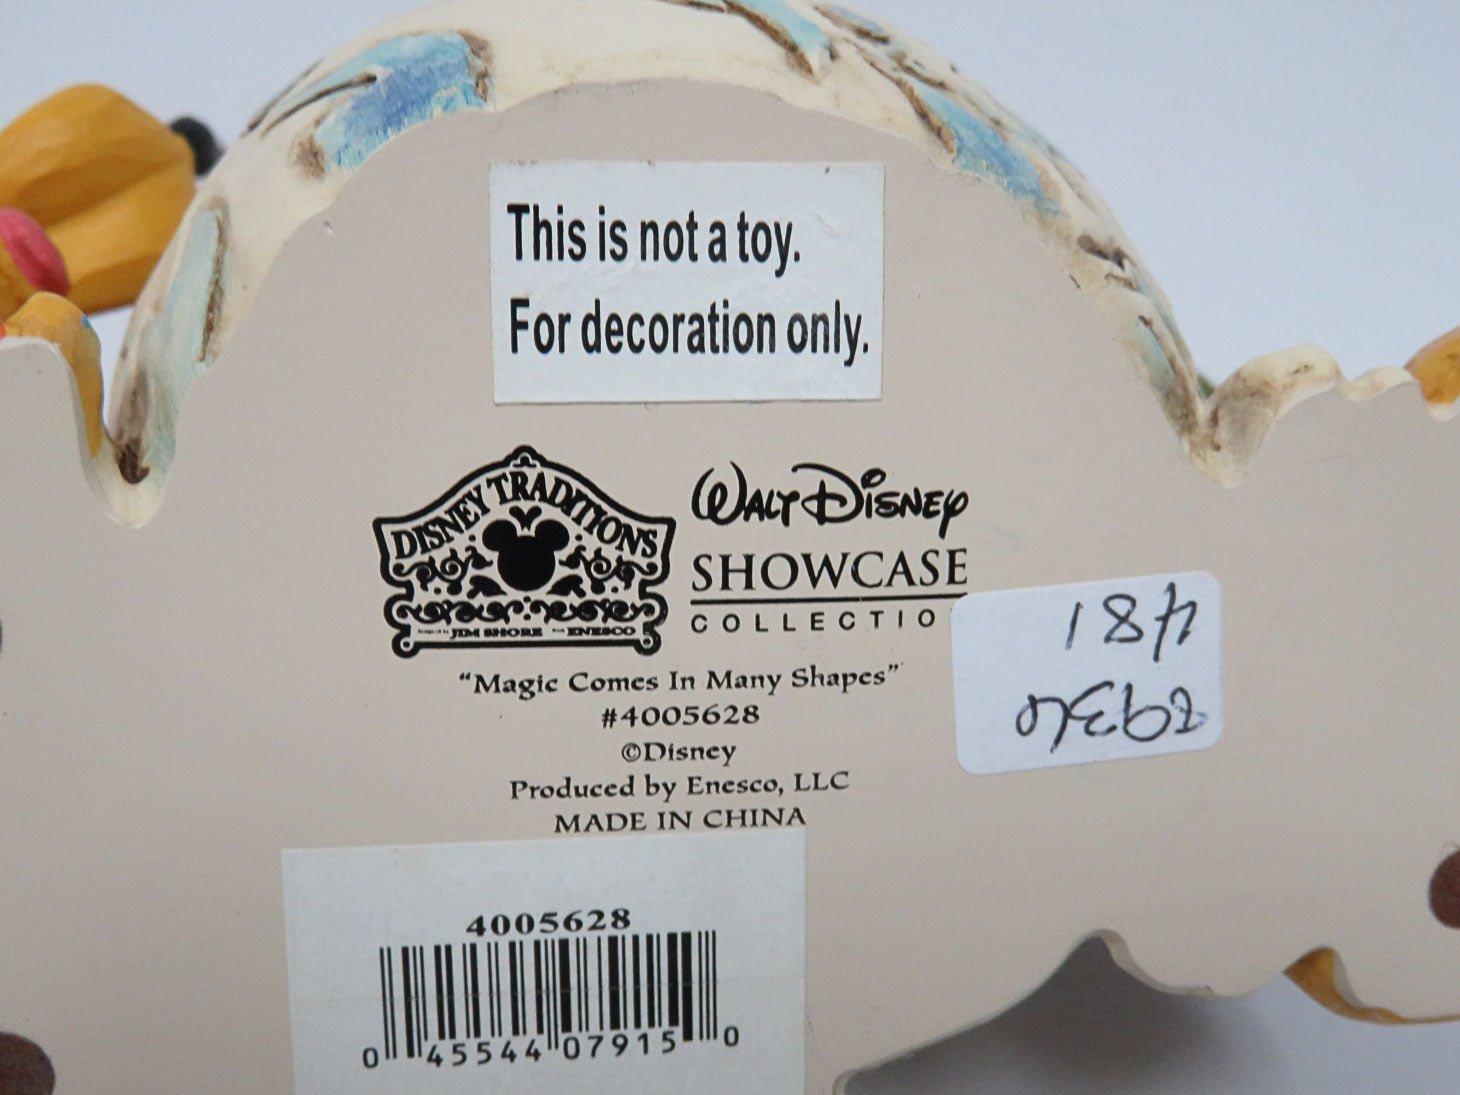 This is not a toy.
For decoration only.
DISNEY TRADITIONS
JIM SHORE ENESCO
WALT DISNEY
SHOWCASE
COLLECTIO
"Magic Comes In Many Shapes"
#4005628
©Disney
Produced by Enesco, LLC
MADE IN CHINA
4005628
0 45544 07915 0